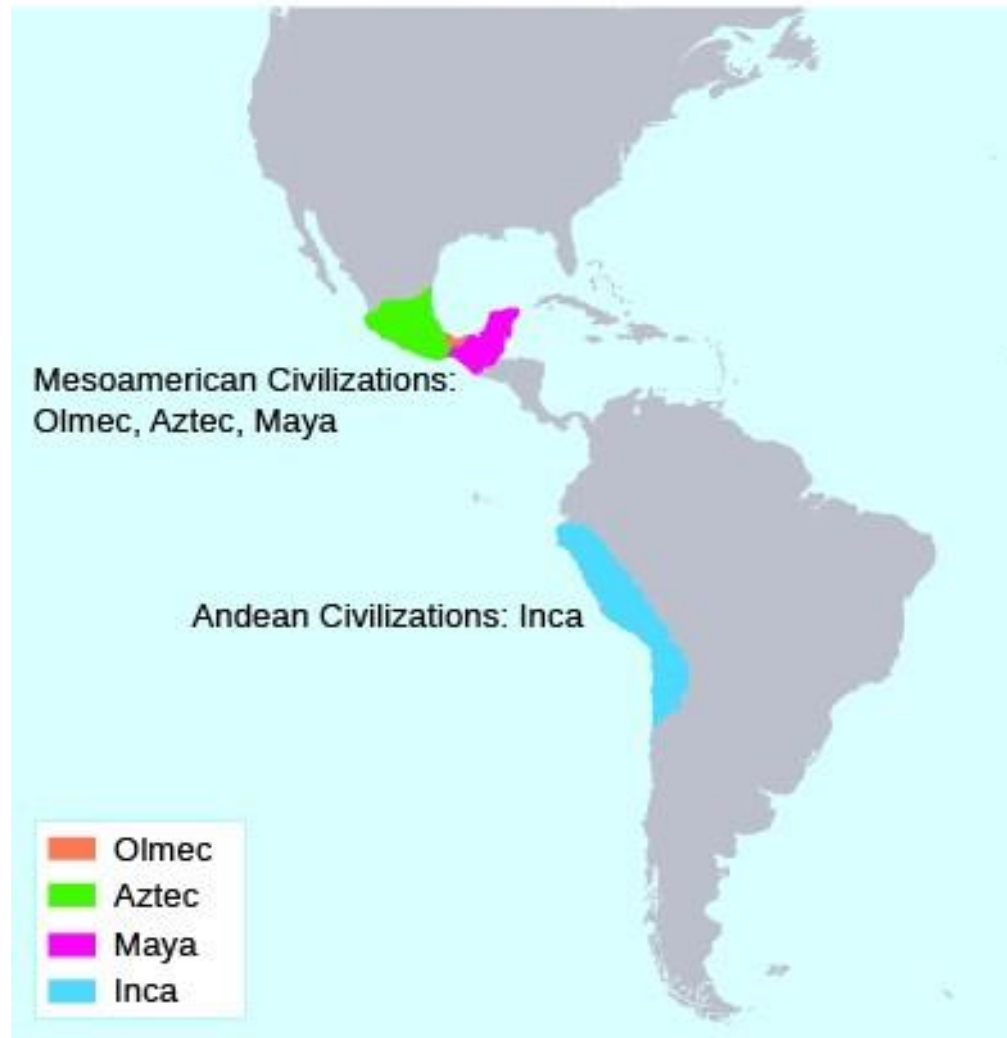 Mesoamerican Civilizations:
Olmec, Aztec, Maya
Andean Civilizations: Inca
Olmec
Aztec
Maya
Inca